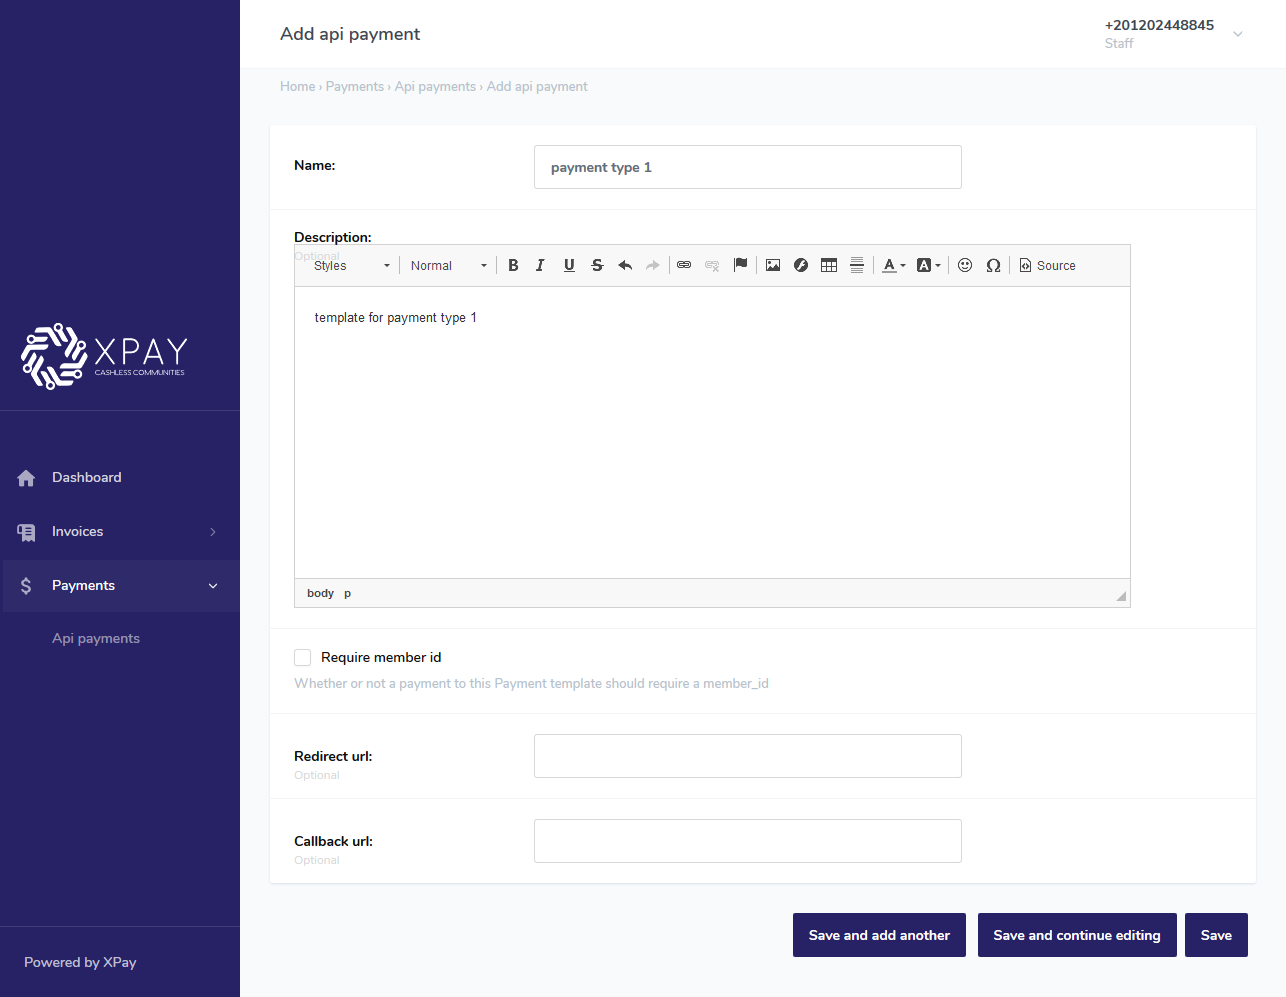 Add api payment
+201202448845
Staff
Home › Payments › Api payments › Add api payment
XPAY
CASHLESS COMMUNITIES
Dashboard
Invoices
Payments
Api payments
Powered by XPay
Name:
payment type 1
Description:
Optional
Styles Normal B I U S A A Ω Source
template for payment type 1
body p
Require member id
Whether or not a payment to this Payment template should require a member_id
Redirect url:
Optional
Callback url:
Optional
Save and add another Save and continue editing Save